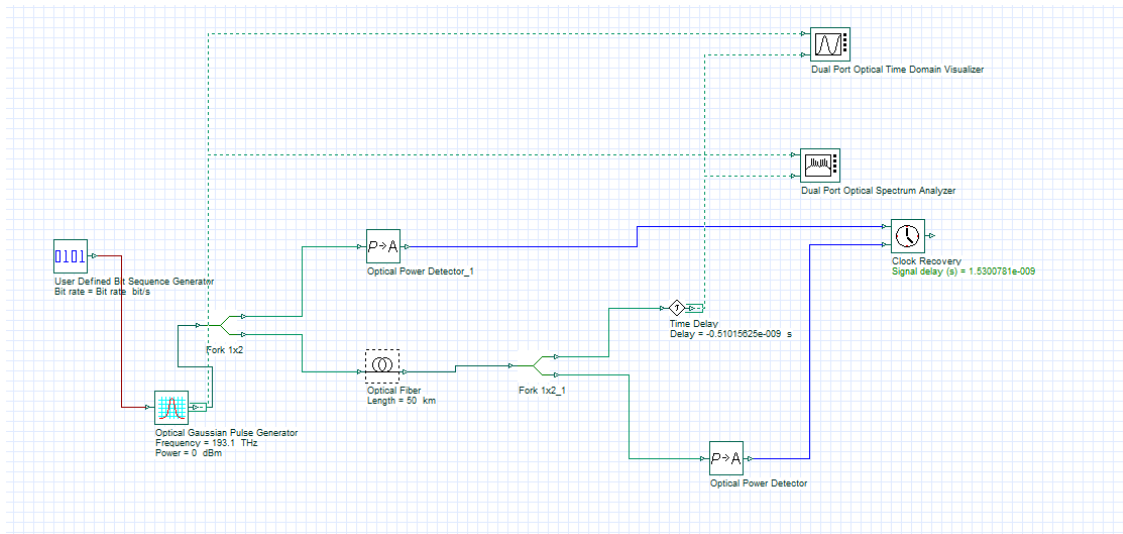 Dual Port Optical Time Domain Visualizer
Dual Port Optical Spectrum Analyzer
0101
User Defined Bit Sequence Generator
Bit rate = Bit rate bit/s
P→A
Optical Power Detector_1
Clock Recovery
Signal delay (s) = 1.5300781e-009
Time Delay
Delay = -0.51015625e-009 s
Fork 1x2
Optical Fiber
Length = 50 km
Fork 1x2_1
Optical Gaussian Pulse Generator
Frequency = 193.1 THz
Power = 0 dBm
P→A
Optical Power Detector